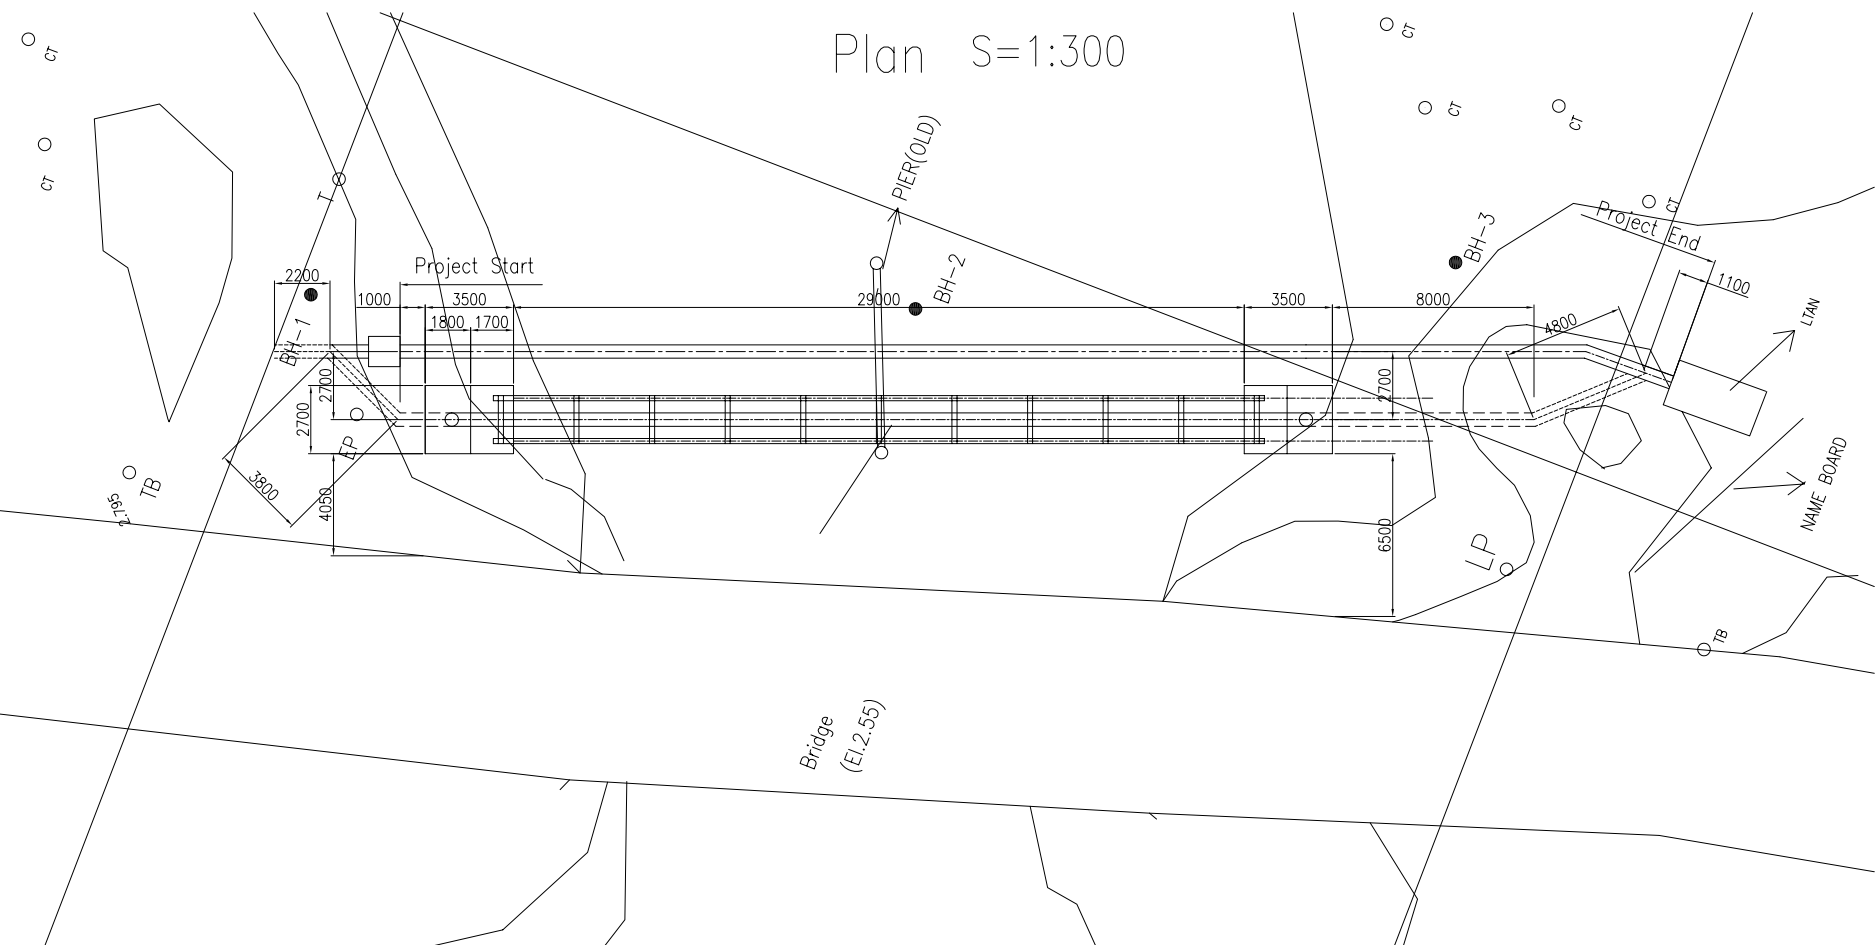 Plan S=1:300
CT
CT
CT
CT
CT
CT
T
PIER(OLD)
BH-3
Project End
Project Start
2200
BH-2
1100
1000
3500
29000
3500
8000
1800
1700
4800
LTAN
BH-1
2700
2700
2700
EP
3800
4050
TB
2.795
6500
LP
NAME BOARD
TB
Bridge
(El.2.55)